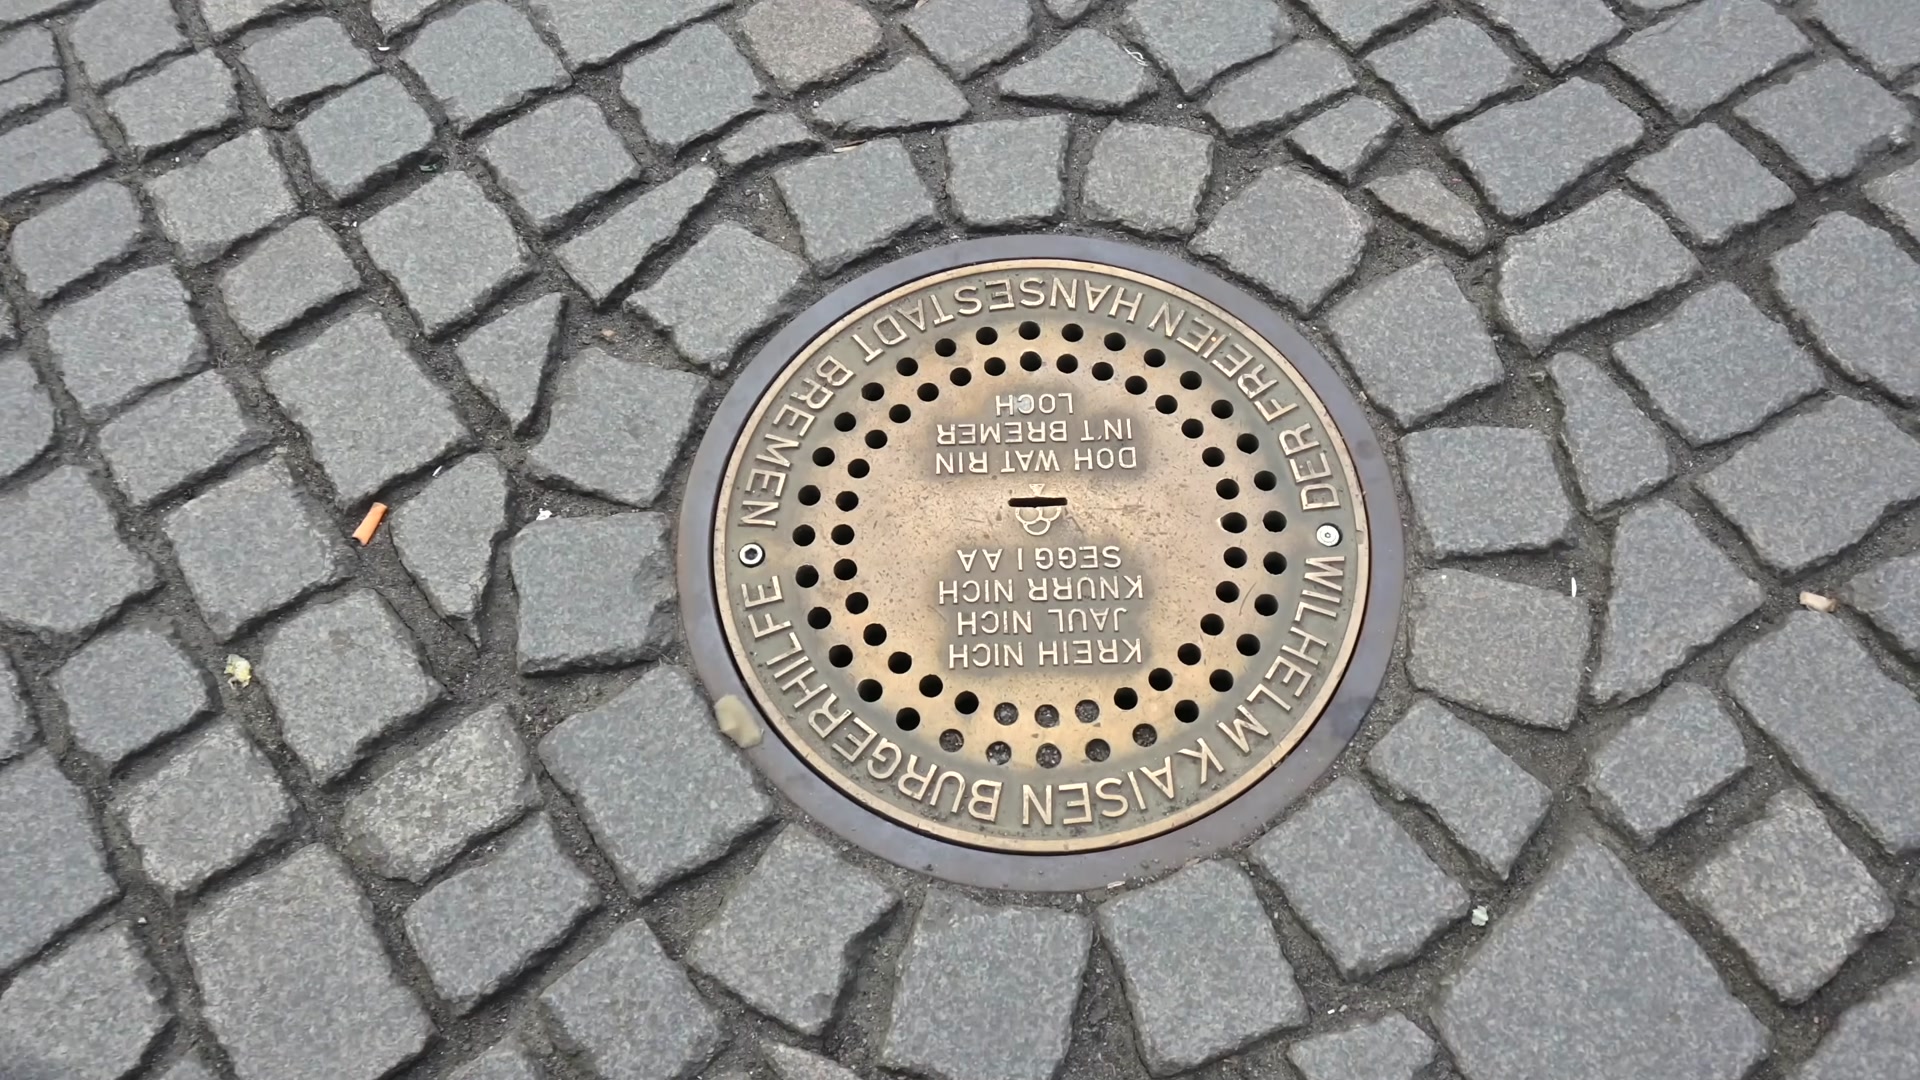 WILHELM KAISEN BÜRGERHILFE
DER FREIEN HANSESTADT BREMEN
KREIH NICH
JAUL NICH
KNURR NICH
SEGG I AA
DOH WAT RIN
IN'T BREMER
LOCH